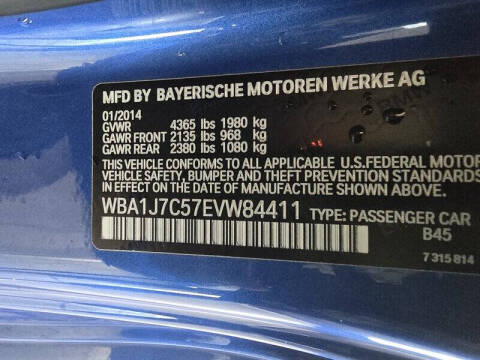 MFD BY BAYERISCHE MOTOREN WERKE AG
01/2014
GVWR 4365 lbs 1980 kg
GAWR FRONT 2135 lbs 968 kg
GAWR REAR 2380 lbs 1080 kg
THIS VEHICLE CONFORMS TO ALL APPLICABLE U.S.FEDERAL MOTOR
VEHICLE SAFETY, BUMPER AND THEFT PREVENTION STANDARDS
IN EFFECT ON THE DATE OF MANUFACTURE SHOWN ABOVE.
WBA1J7C57EVW84411 TYPE: PASSENGER CAR
B45
7 315 814